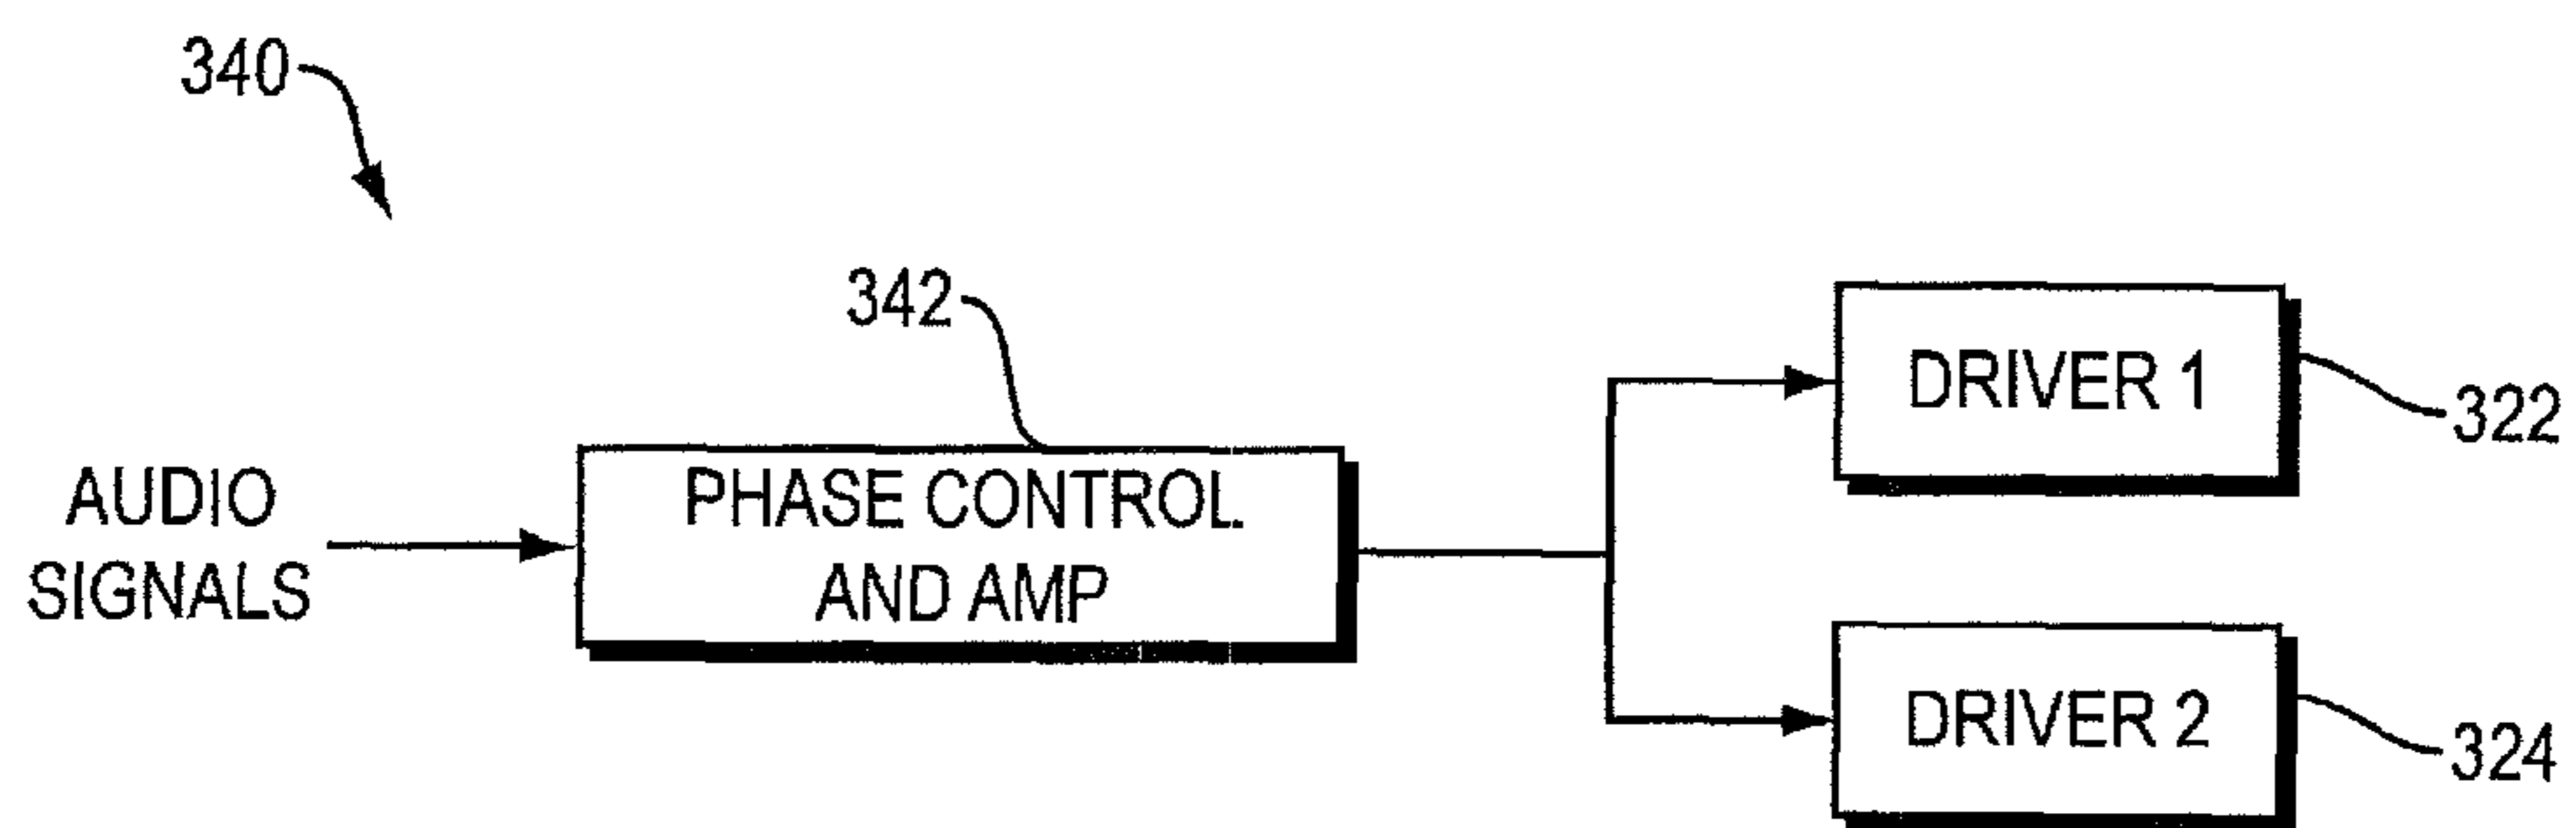 340
342
DRIVER 1
322
AUDIO
SIGNALS
PHASE CONTROL
AND AMP
DRIVER 2
324